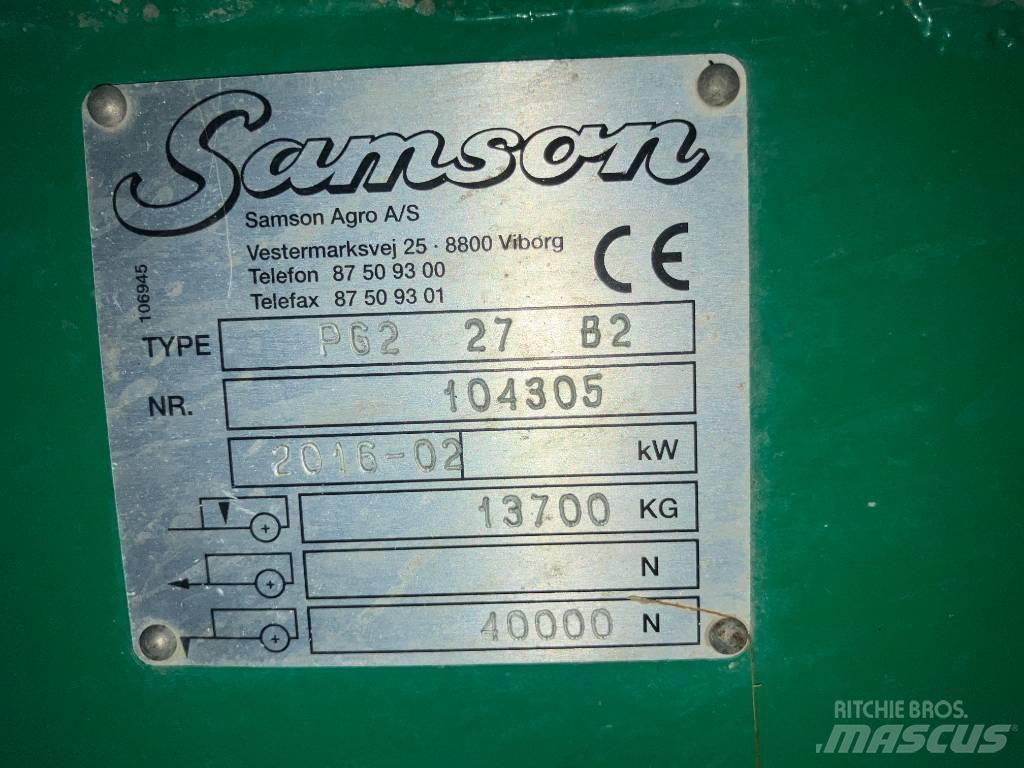 Samson
Samson Agro A/S
Vestermarksvej 25 · 8800 Viborg
Telefon 87 50 93 00
Telefax 87 50 93 01
CE
106945
TYPE PG2 27 B2
NR. 104305
2016-02 kW
13700 KG
N
40000 N
RITCHIE BROS.
MASCUS